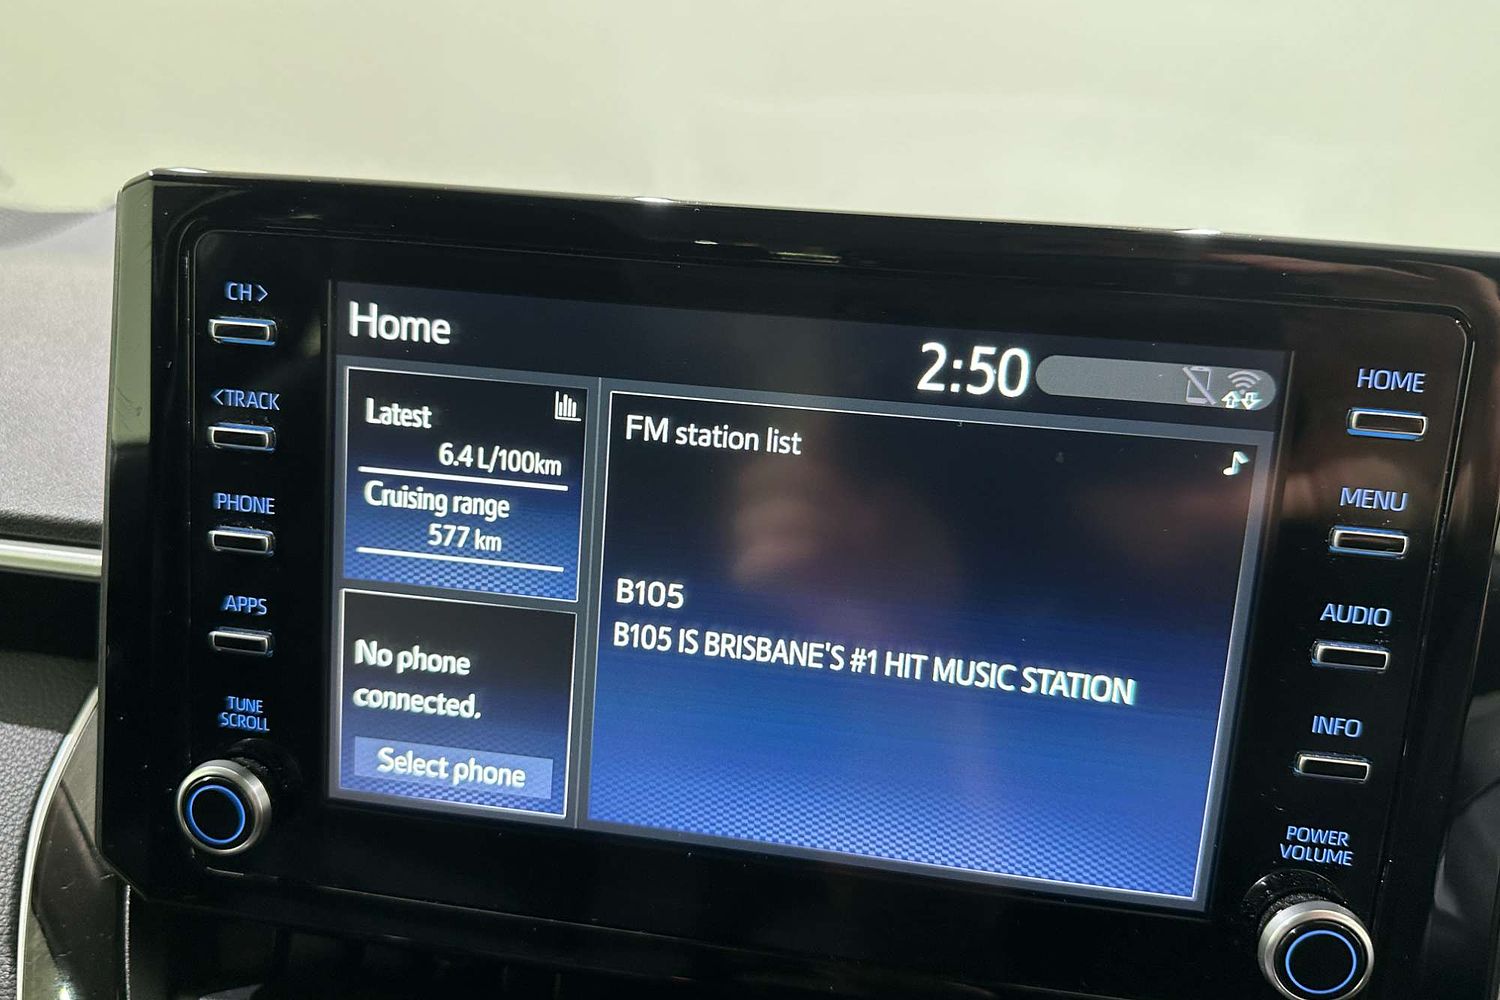 CH >
< TRACK
PHONE
APPS
TUNE
SCROLL
Home
2:50
Latest
6.4 L/100km
Cruising range
577 km
No phone
connected.
Select phone
FM station list
B105
B105 IS BRISBANE'S #1 HIT MUSIC STATION
HOME
MENU
AUDIO
INFO
POWER
VOLUME